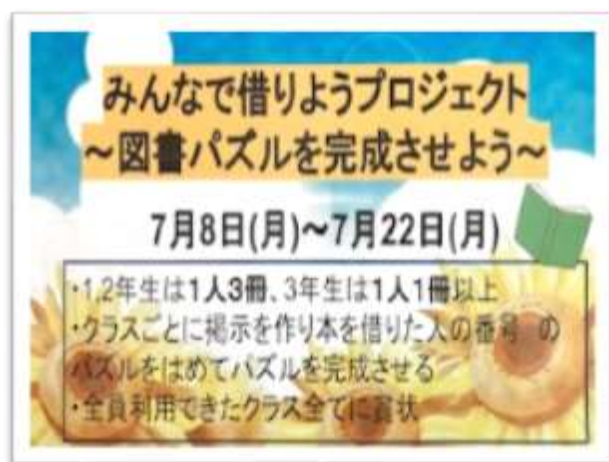 みんなで借りようプロジェクト
～図書パズルを完成させよう～
7月8日(月)～7月22日(月)
・1,2年生は1人3冊、3年生は1人1冊以上
・クラスごとに掲示を作り本を借りた人の番号 の
パズルをはめてパズルを完成させる
・全員利用できたクラス全てに賞状